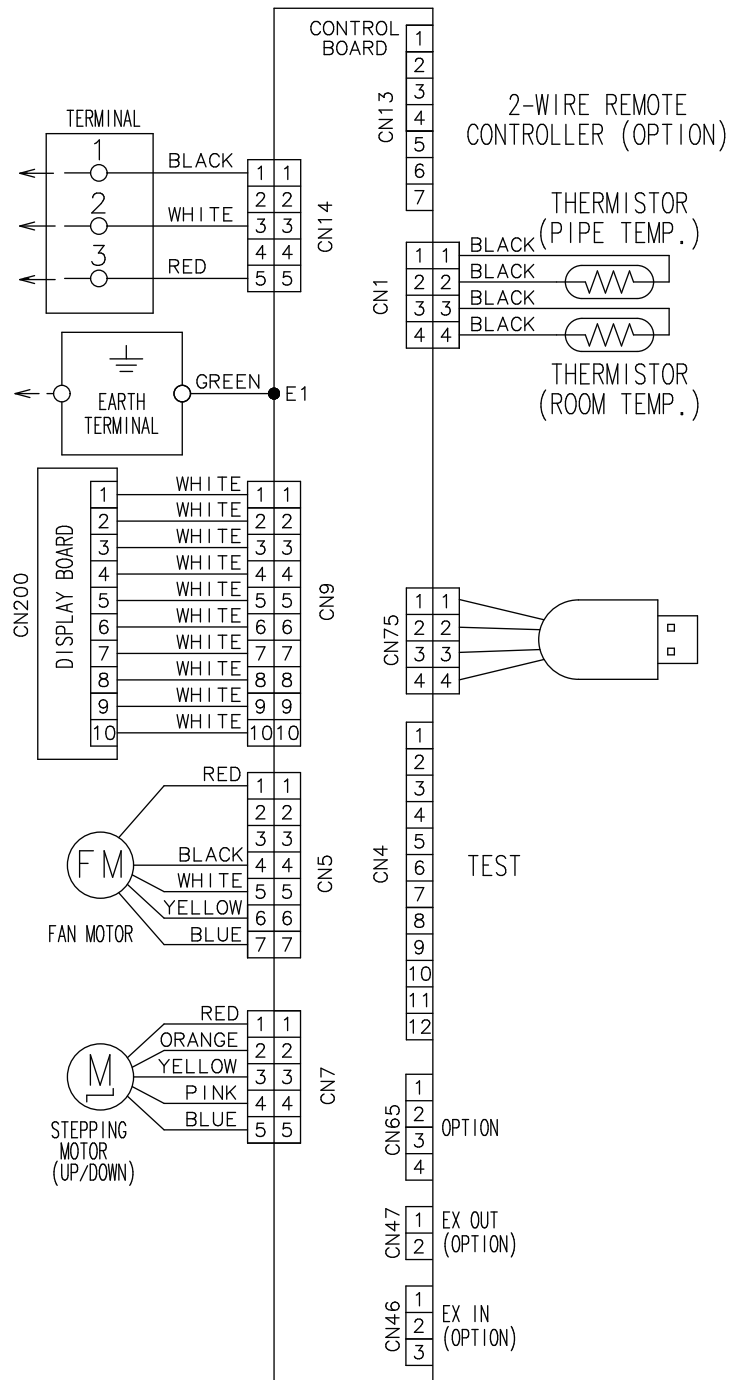 CONTROL
BOARD
CN13
1
2
3
4
5
6
7
2-WIRE REMOTE
CONTROLLER (OPTION)
TERMINAL
1
2
3
BLACK
WHITE
RED
1 1
2 2
3 3
4 4
5 5
CN14
THERMISTOR
(PIPE TEMP.)
CN1
1 1
2 2
3 3
4 4
BLACK
BLACK
BLACK
BLACK
THERMISTOR
(ROOM TEMP.)
EARTH
TERMINAL
GREEN
E1
CN200
DISPLAY BOARD
1 WHITE 1 1
2 WHITE 2 2
3 WHITE 3 3
4 WHITE 4 4
5 WHITE 5 5
6 WHITE 6 6
7 WHITE 7 7
8 WHITE 8 8
9 WHITE 9 9
10 WHITE 10 10
CN9
CN75
1 1
2 2
3 3
4 4
FM
FAN MOTOR
RED 1 1
2 2
3 3
BLACK 4 4
WHITE 5 5
YELLOW 6 6
BLUE 7 7
CN5
CN4
1
2
3
4
5
6
7
8
9
10
11
12
TEST
M
STEPPING
MOTOR
(UP/DOWN)
RED 1 1
ORANGE 2 2
YELLOW 3 3
PINK 4 4
BLUE 5 5
CN7
CN65
1
2
3
4
OPTION
CN47
1
2
EX OUT
(OPTION)
CN46
1
2
3
EX IN
(OPTION)